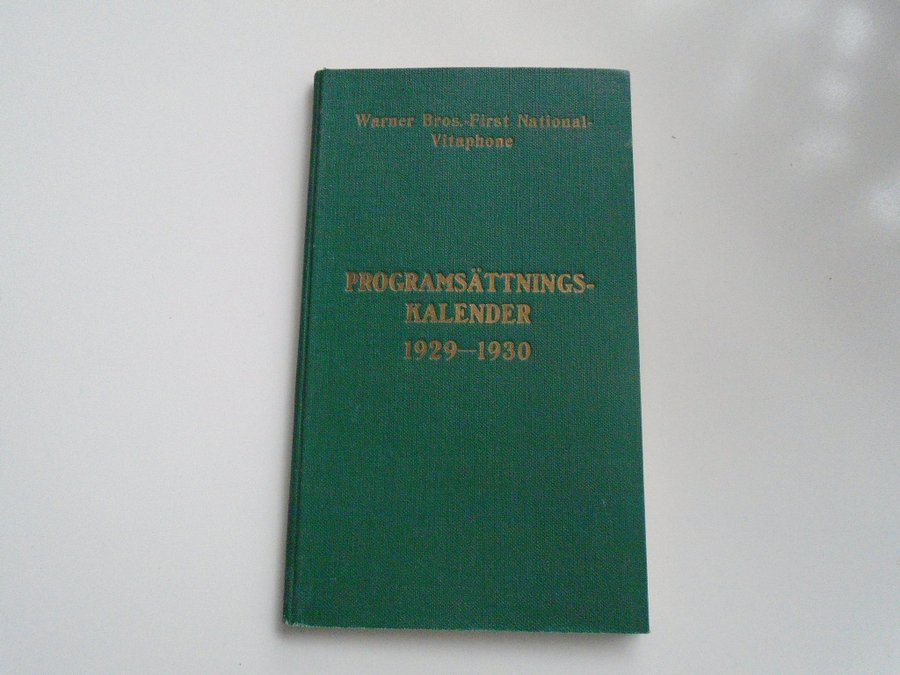 Warner Bros.-First National-
Vitaphone
PROGRAMSÄTTNINGS-
KALENDER
1929—1930